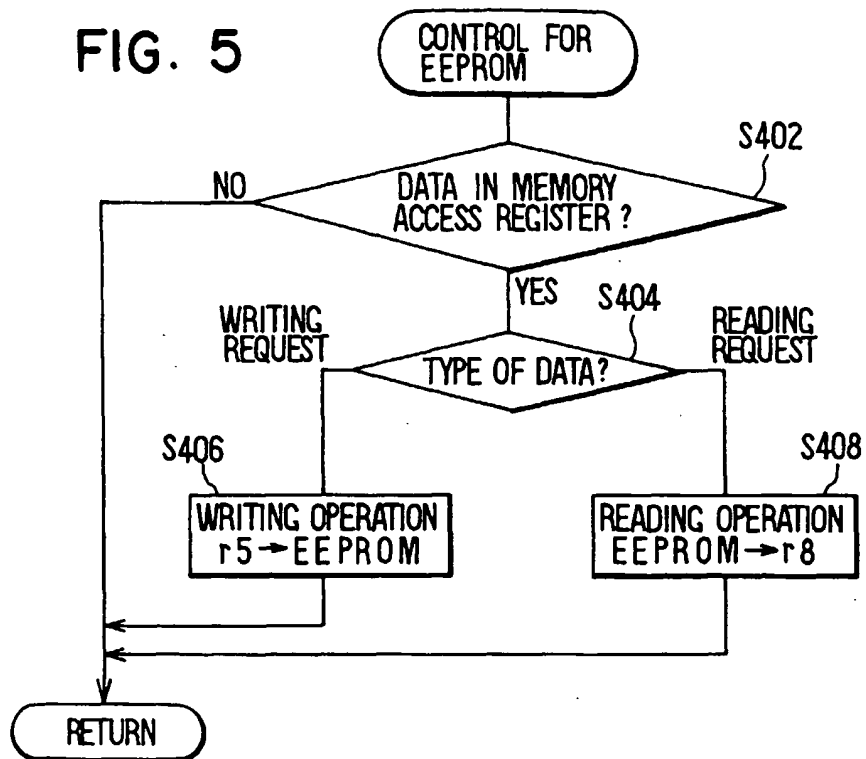 FIG. 5
CONTROL FOR
EEPROM
S402
NO
DATA IN MEMORY
ACCESS REGISTER ?
YES
S404
WRITING
REQUEST
READING
REQUEST
TYPE OF DATA?
S406
S408
WRITING OPERATION
r5→EEPROM
READING OPERATION
EEPROM→r8
RETURN